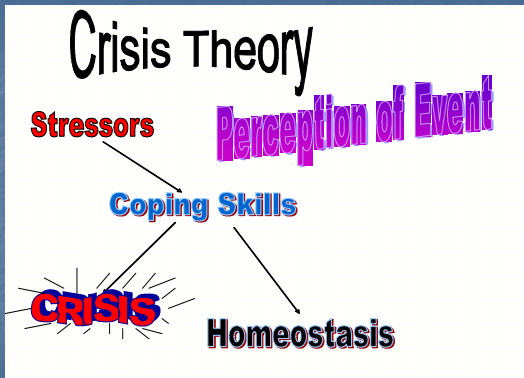 Crisis Theory
Stressors
Perception of Event
Coping Skills
CRISIS
Homeostasis